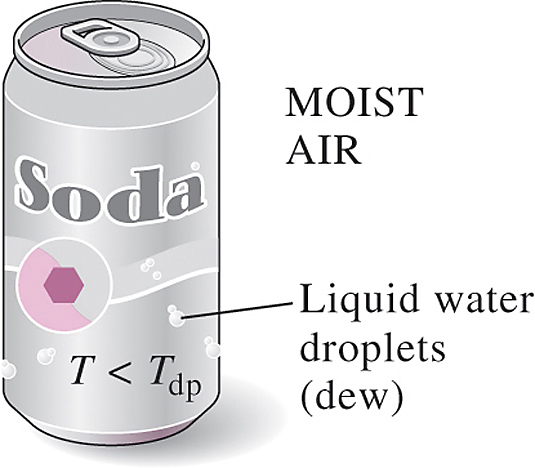 MOIST
AIR
Soda
Liquid water
droplets
(dew)
T < Tdp